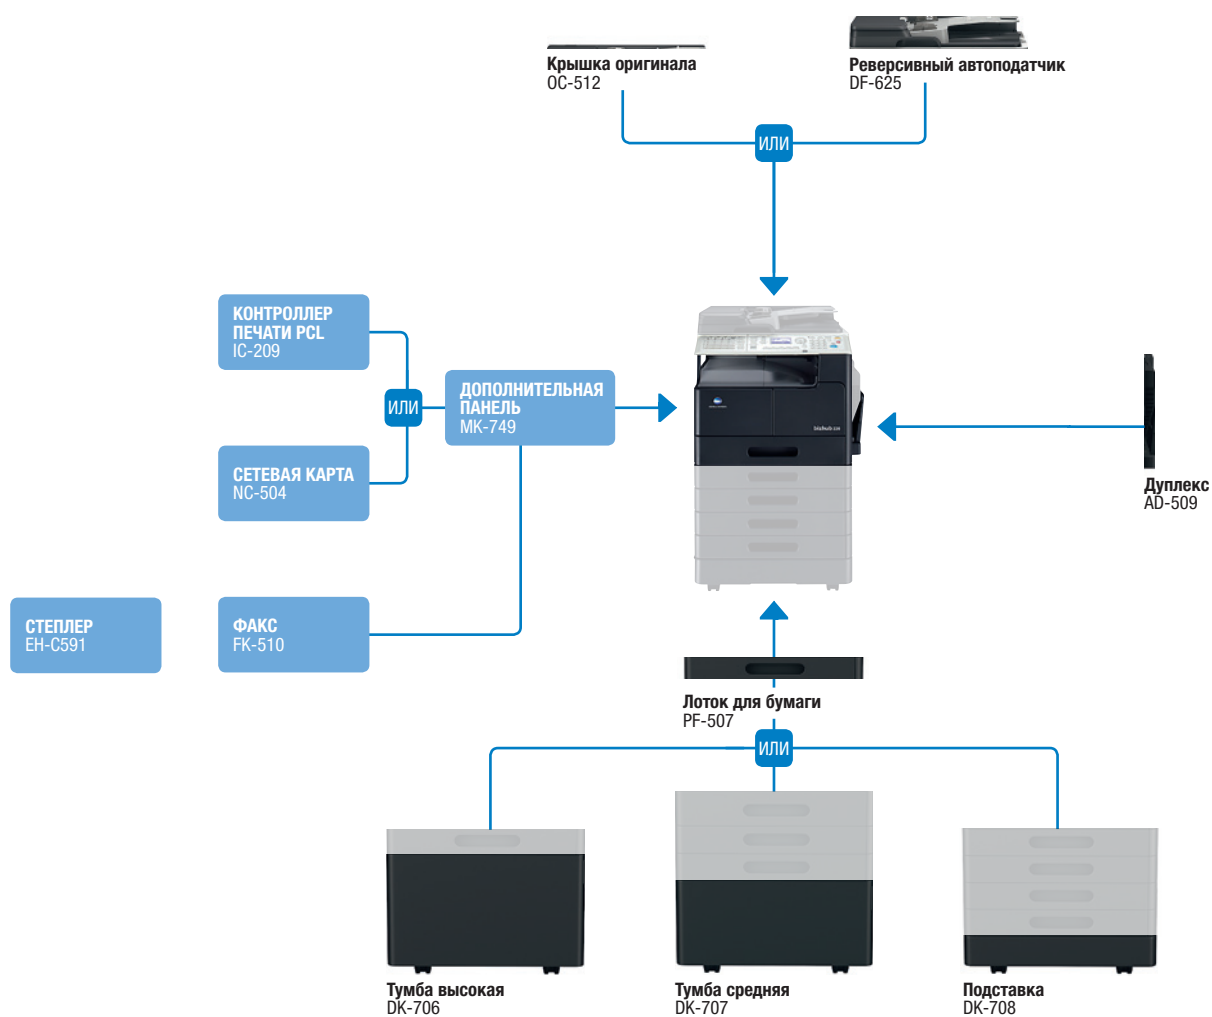 Крышка оригинала
OC-512
Реверсивный автоподатчик
DF-625
ИЛИ
КОНТРОЛЛЕР
ПЕЧАТИ PCL
IC-209
ИЛИ
ДОПОЛНИТЕЛЬНАЯ
ПАНЕЛЬ
MK-749
СЕТЕВАЯ КАРТА
NC-504
Дуплекс
AD-509
СТЕПЛЕР
EH-C591
ФАКС
FK-510
Лоток для бумаги
PF-507
ИЛИ
Тумба высокая
DK-706
Тумба средняя
DK-707
Подставка
DK-708